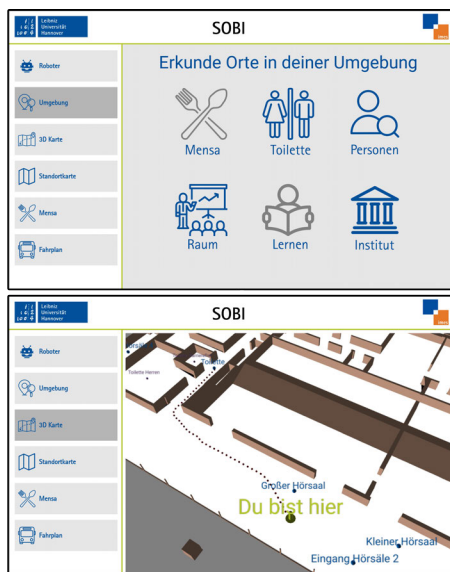 Leibniz
Universität
Hannover
SOBI
Roboter
Umgebung
3D Karte
Standortkarte
Mensa
Fahrplan
Erkunde Orte in deiner Umgebung
Mensa
Toilette
Personen
Raum
Lernen
Institut
Leibniz
Universität
Hannover
SOBI
Roboter
Umgebung
3D Karte
Standortkarte
Mensa
Fahrplan
Toilette
Toilette Herren
Großer Hörsaal
Du bist hier
Kleiner Hörsaal
Eingang Hörsäle 2